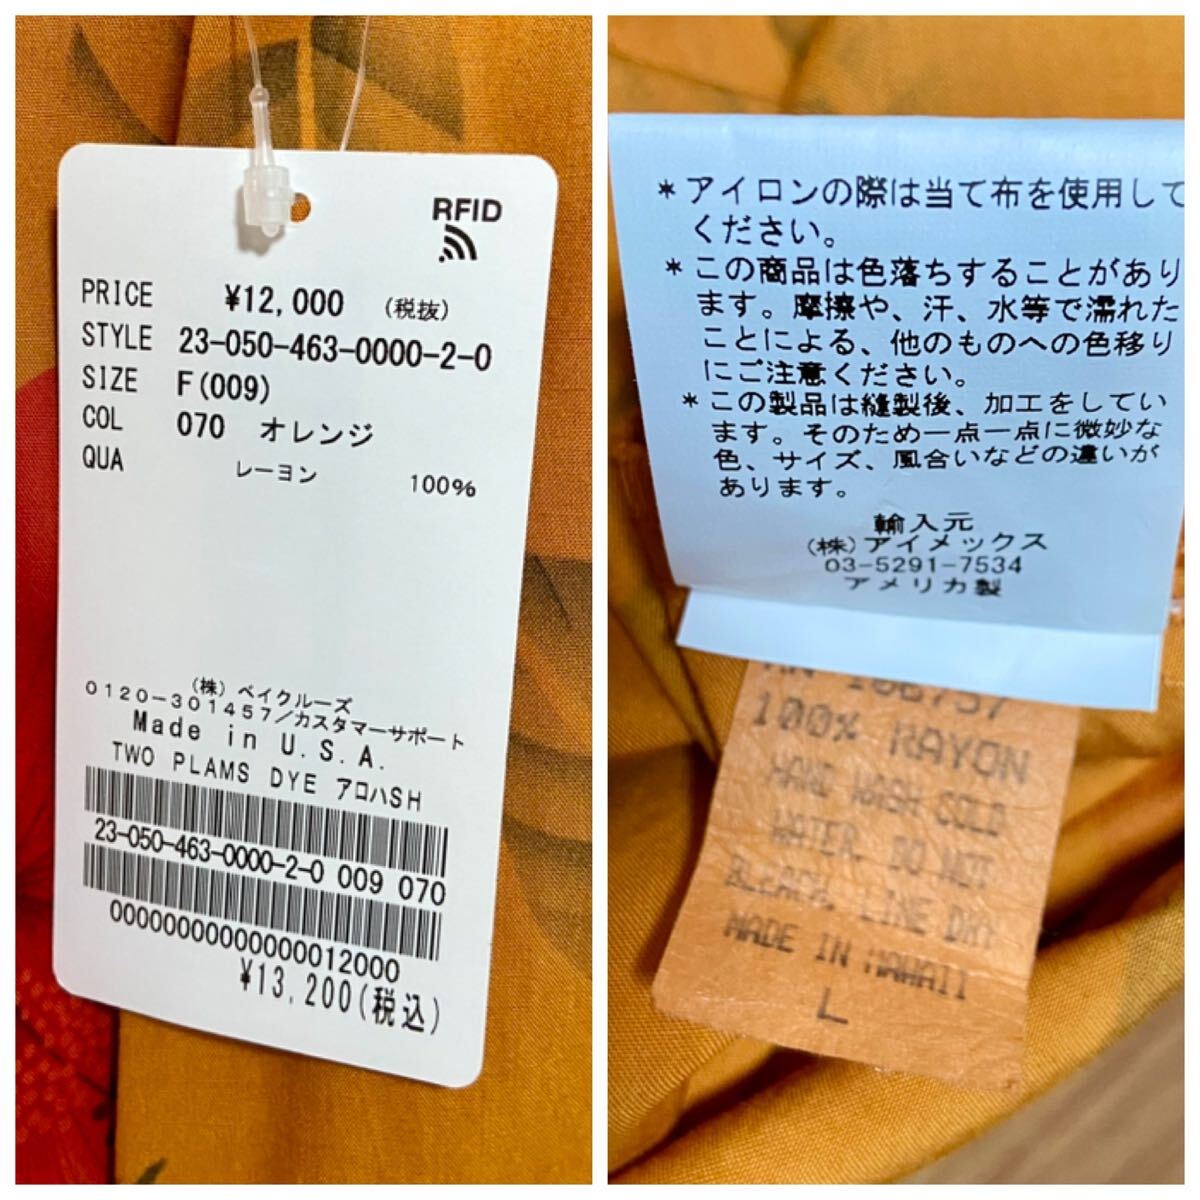 RFID
PRICE ¥12,000 (税抜)
STYLE 23-050-463-0000-2-0
SIZE F(009)
COL 070 オレンジ
QUA レーヨン 100%
(株) ベイクルーズ
0120-301457/カスタマーサポート
Made in U.S.A.
TWO PLAMS DYE アロハSH
23-050-463-0000-2-0 009 070
0000000000000012000
¥13,200(税込)
*アイロンの際は当て布を使用して
ください。
*この商品は色落ちすることがあり
ます。摩擦や、汗、水等で濡れた
ことによる、他のものへの色移り
にご注意ください。
*この製品は縫製後、加工をしてい
ます。そのため一点一点に微妙な
色、サイズ、風合いなどの違いが
あります。
輸入元
(株)アイメックス
03-5291-7534
アメリカ製
100% RAYON
HAND WASH COLD
WATER, DO NOT
BLEACH, LINE DRY
MADE IN HAWAII
L